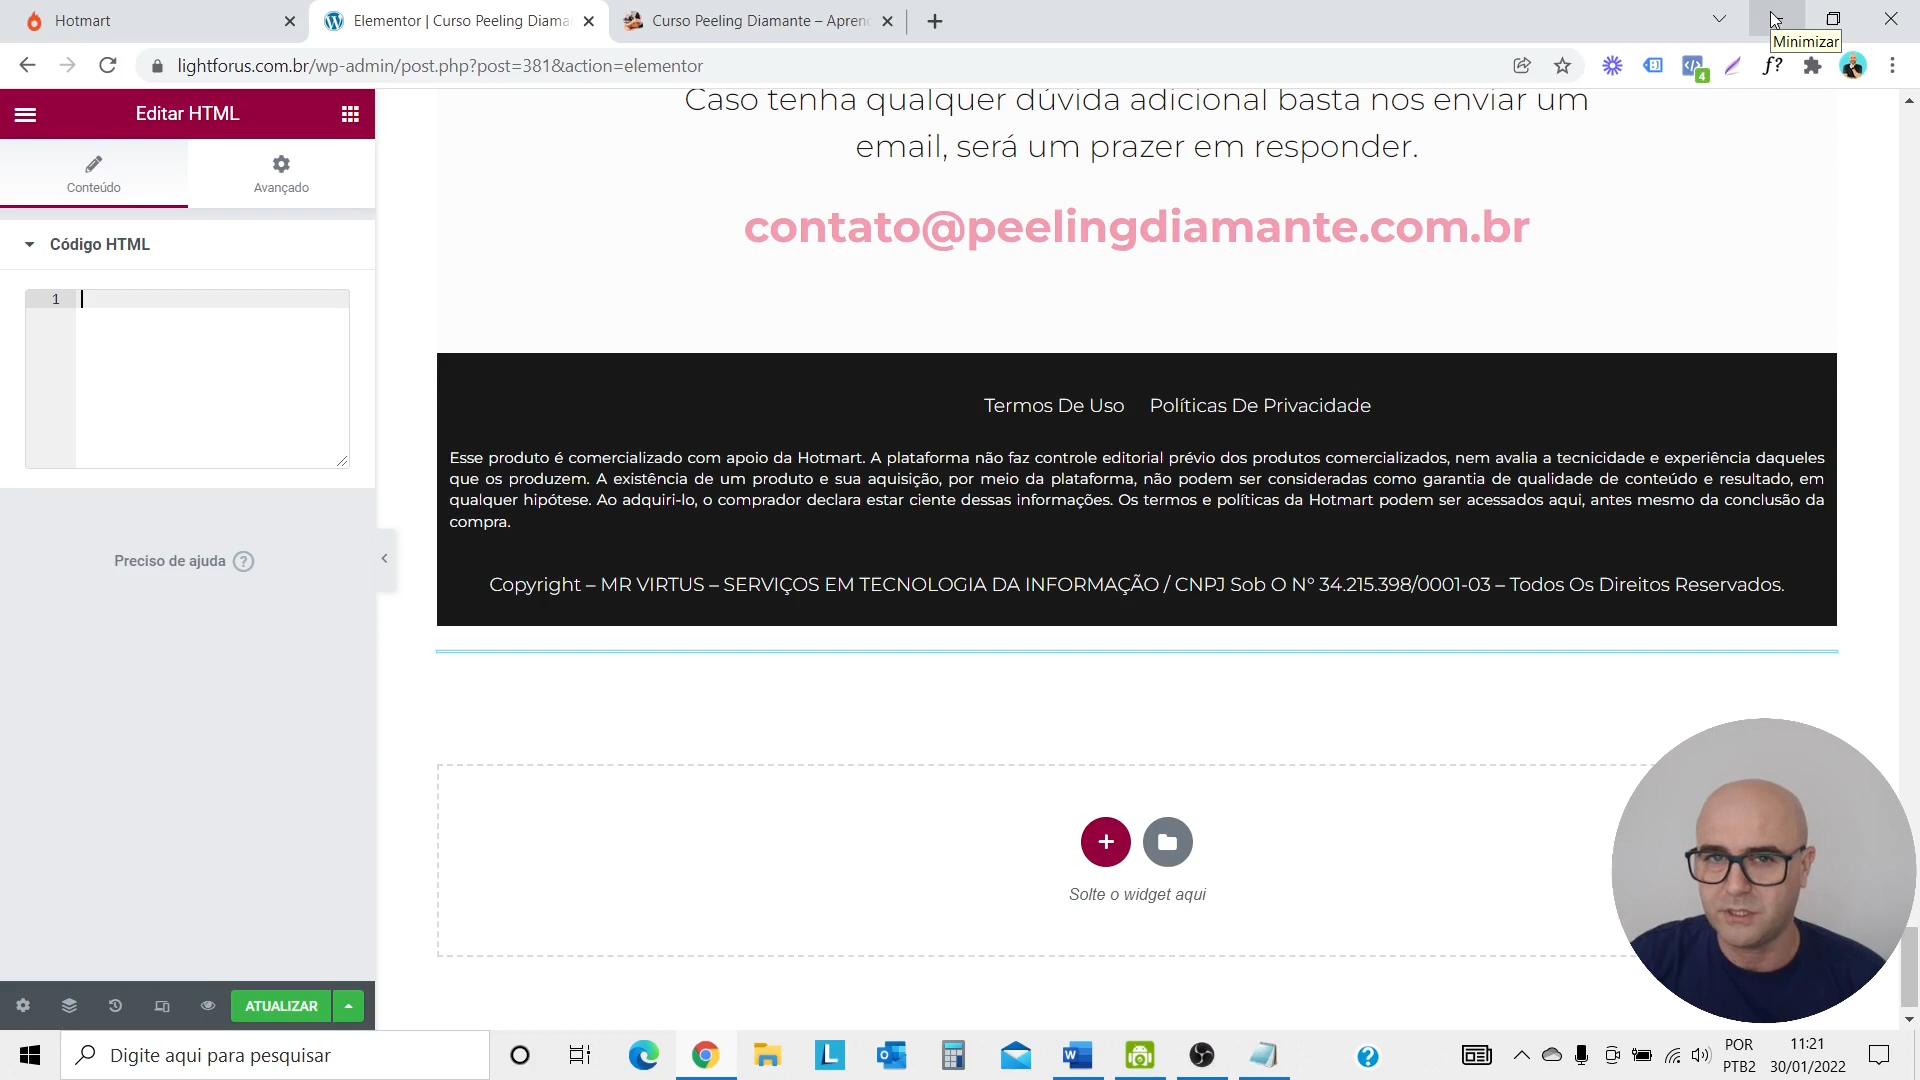 Hotmart
Elementor | Curso Peeling Diama
Curso Peeling Diamante – Apren
Minimizar
lightforus.com.br/wp-admin/post.php?post=381&action=elementor
4
f?
Editar HTML
Conteúdo
Avançado
Código HTML
1
Preciso de ajuda ?
ATUALIZAR
Caso tenha qualquer dúvida adicional basta nos enviar um
email, será um prazer em responder.
contato@peelingdiamante.com.br
Termos De Uso Políticas De Privacidade
Esse produto é comercializado com apoio da Hotmart. A plataforma não faz controle editorial prévio dos produtos comercializados, nem avalia a tecnicidade e experiência daqueles
que os produzem. A existência de um produto e sua aquisição, por meio da plataforma, não podem ser consideradas como garantia de qualidade de conteúdo e resultado, em
qualquer hipótese. Ao adquiri-lo, o comprador declara estar ciente dessas informações. Os termos e políticas da Hotmart podem ser acessados aqui, antes mesmo da conclusão da
compra.
Copyright – MR VIRTUS – SERVIÇOS EM TECNOLOGIA DA INFORMAÇÃO / CNPJ Sob O Nº 34.215.398/0001-03 – Todos Os Direitos Reservados.
Solte o widget aqui
Digite aqui para pesquisar
POR
PTB2
11:21
30/01/2022